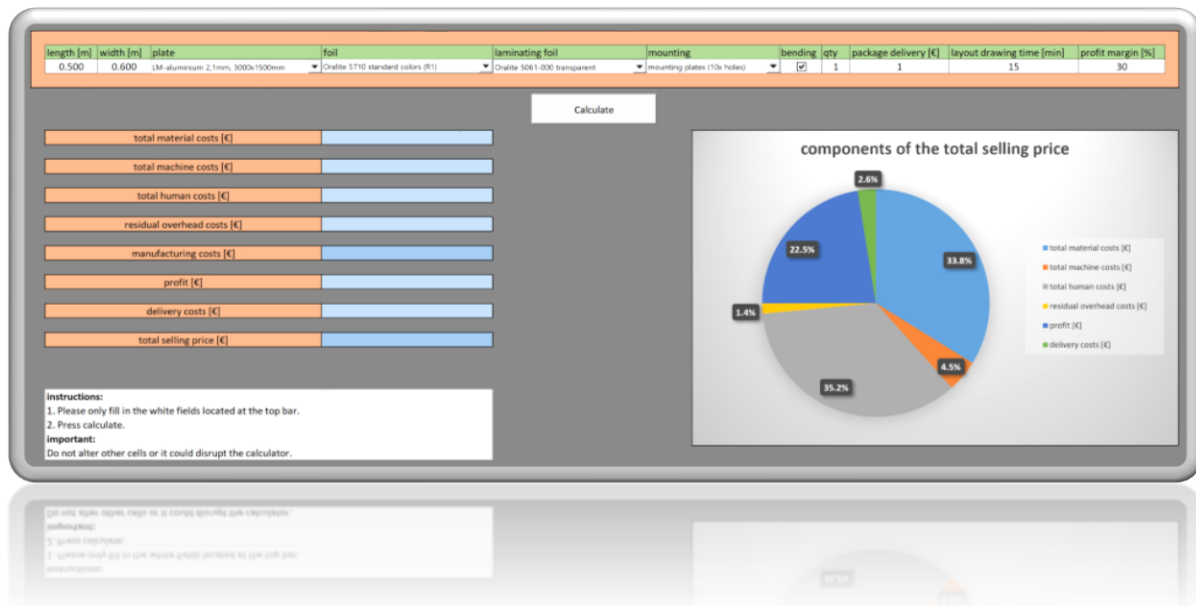 length [m] width [m] plate foil laminating foil mounting bending qty package delivery [€] layout drawing time [min] profit margin [%]
0.500 0.600 LM-aluminium 2,1mm, 3000x1500mm Oralite 5710 standard colors (R1) Oralite 5061-000 transparent mounting plates (10x holes) 1 1 15 30
Calculate
total material costs [€]
total machine costs [€]
total human costs [€]
residual overhead costs [€]
manufacturing costs [€]
profit [€]
delivery costs [€]
total selling price [€]
components of the total selling price
2.6%
22.5%
33.8%
1.4%
4.5%
35.2%
total material costs [€]
total machine costs [€]
total human costs [€]
residual overhead costs [€]
profit [€]
delivery costs [€]
instructions:
1. Please only fill in the white fields located at the top bar.
2. Press calculate.
important:
Do not alter other cells or it could disrupt the calculator.